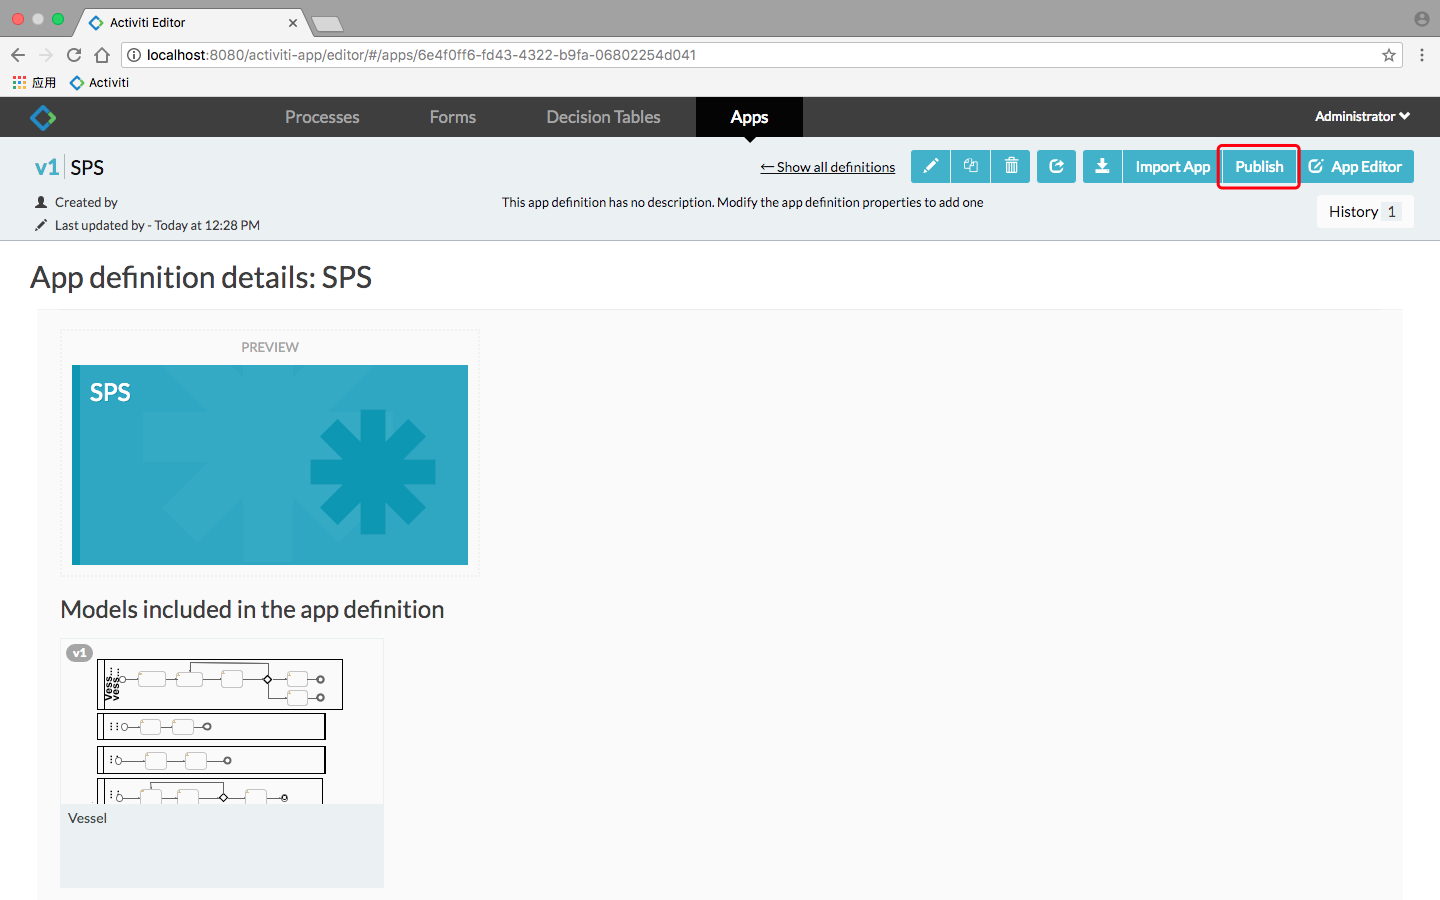 Activiti Editor
localhost:8080/activiti-app/editor/#/apps/6e4f0ff6-fd43-4322-b9fa-06802254d041
应用 Activiti
Processes Forms Decision Tables Apps Administrator
v1 SPS ← Show all definitions Import App Publish App Editor
Created by This app definition has no description. Modify the app definition properties to add one History 1
Last updated by - Today at 12:28 PM
App definition details: SPS
PREVIEW
SPS
Models included in the app definition
v1
Vess...
Vess...
Vessel